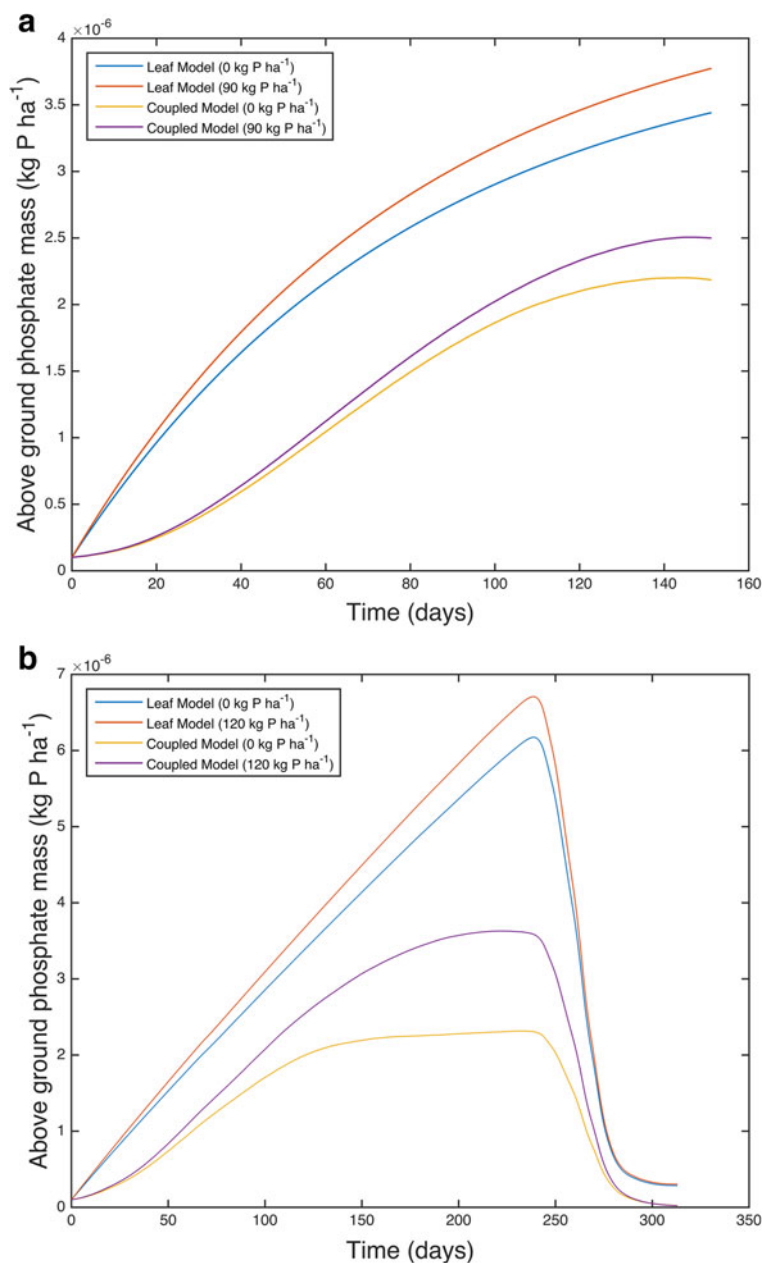 a
×10⁻⁶
4
3.5
3
2.5
2
1.5
1
0.5
0
Above ground phosphate mass (kg P ha⁻¹)
Leaf Model (0 kg P ha⁻¹)
Leaf Model (90 kg P ha⁻¹)
Coupled Model (0 kg P ha⁻¹)
Coupled Model (90 kg P ha⁻¹)
0 20 40 60 80 100 120 140 160
Time (days)
b
×10⁻⁶
7
6
5
4
3
2
1
0
Above ground phosphate mass (kg P ha⁻¹)
Leaf Model (0 kg P ha⁻¹)
Leaf Model (120 kg P ha⁻¹)
Coupled Model (0 kg P ha⁻¹)
Coupled Model (120 kg P ha⁻¹)
0 50 100 150 200 250 300 350
Time (days)